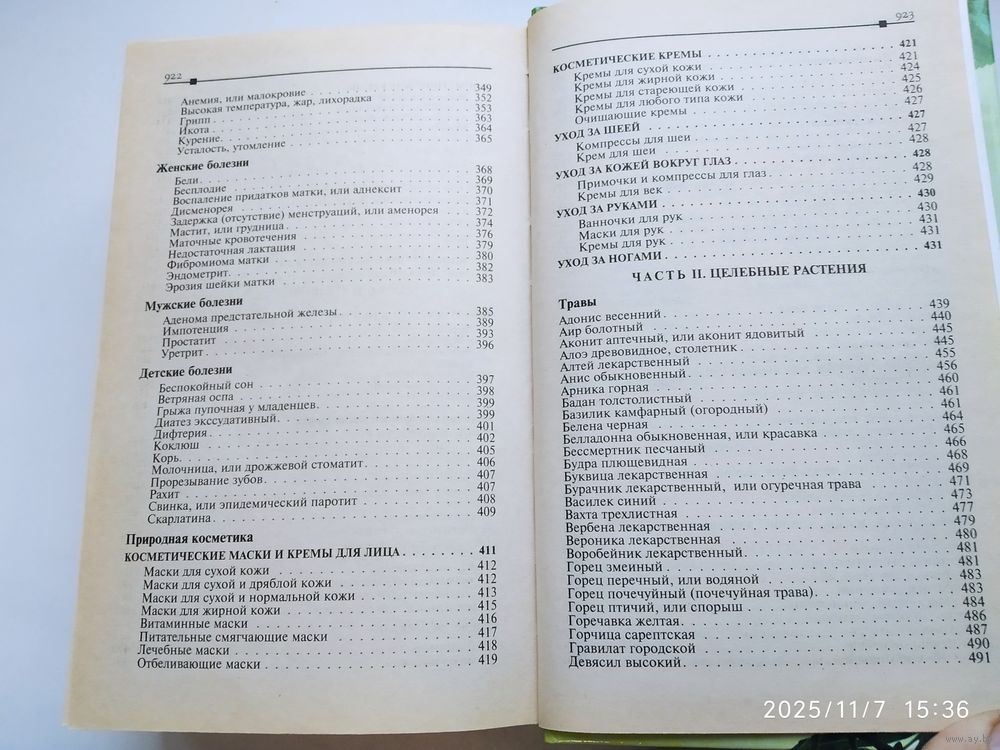 922
Анемия, или малокровие . . . 349
Высокая температура, жар, лихорадка . . . 352
Грипп . . . 353
Икота . . . 363
Курение . . . 364
Усталость, утомление . . . 365
Женские болезни
Бели . . . 368
Бесплодие . . . 369
Воспаление придатков матки, или аднексит . . . 370
Дисменорея . . . 371
Задержка (отсутствие) менструаций, или аменорея . . . 372
Мастит, или грудница . . . 374
Маточные кровотечения . . . 376
Недостаточная лактация . . . 379
Фибромиома матки . . . 380
Эндометрит . . . 382
Эрозия шейки матки . . . 383
Мужские болезни
Аденома предстательной железы . . . 385
Импотенция . . . 389
Простатит . . . 393
Уретрит . . . 396
Детские болезни
Беспокойный сон . . . 397
Ветряная оспа . . . 398
Грыжа пупочная у младенцев . . . 399
Диатез экссудативный . . . 399
Дифтерия . . . 401
Коклюш . . . 402
Корь . . . 405
Молочница, или дрожжевой стоматит . . . 406
Прорезывание зубов . . . 407
Рахит . . . 407
Свинка, или эпидемический паротит . . . 408
Скарлатина . . . 409
Природная косметика
КОСМЕТИЧЕСКИЕ МАСКИ И КРЕМЫ ДЛЯ ЛИЦА . . . 411
Маски для сухой кожи . . . 412
Маски для сухой и дряблой кожи . . . 412
Маски для сухой и нормальной кожи . . . 413
Маски для жирной кожи . . . 415
Витаминные маски . . . 416
Питательные смягчающие маски . . . 417
Лечебные маски . . . 418
Отбеливающие маски . . . 419
923
КОСМЕТИЧЕСКИЕ КРЕМЫ . . . 421
Кремы для сухой кожи . . . 421
Кремы для жирной кожи . . . 424
Кремы для стареющей кожи . . . 425
Кремы для любого типа кожи . . . 426
Очищающие кремы . . . 427
УХОД ЗА ШЕЕЙ . . . 427
Компрессы для шеи . . . 427
Крем для шеи . . . 428
УХОД ЗА КОЖЕЙ ВОКРУГ ГЛАЗ . . . 428
Примочки и компрессы для глаз . . . 428
Кремы для век . . . 429
УХОД ЗА РУКАМИ . . . 430
Ванночки для рук . . . 430
Маски для рук . . . 431
Кремы для рук . . . 431
УХОД ЗА НОГАМИ . . . 431
ЧАСТЬ II. ЦЕЛЕБНЫЕ РАСТЕНИЯ
Травы
Адонис весенний . . . 439
Аир болотный . . . 440
Аконит аптечный, или аконит ядовитый . . . 445
Алоэ древовидное, столетник . . . 445
Алтей лекарственный . . . 455
Анис обыкновенный . . . 456
Арника горная . . . 460
Бадан толстолистный . . . 461
Базилик камфарный (огородный) . . . 461
Белена черная . . . 464
Белладонна обыкновенная, или красавка . . . 465
Бессмертник песчаный . . . 466
Будра плющевидная . . . 468
Буквица лекарственная . . . 469
Бурачник лекарственный, или огуречная трава . . . 471
Василек синий . . . 473
Вахта трехлистная . . . 477
Вербена лекарственная . . . 479
Вероника лекарственная . . . 480
Воробейник лекарственный . . . 481
Горец змеиный . . . 481
Горец перечный, или водяной . . . 483
Горец почечуйный (почечуйная трава) . . . 483
Горец птичий, или спорыш . . . 484
Горечавка желтая . . . 486
Горчица сарептская . . . 487
Гравилат городской . . . 490
Девясил высокий . . . 491
2025/11/7 15:36
www.ay.by